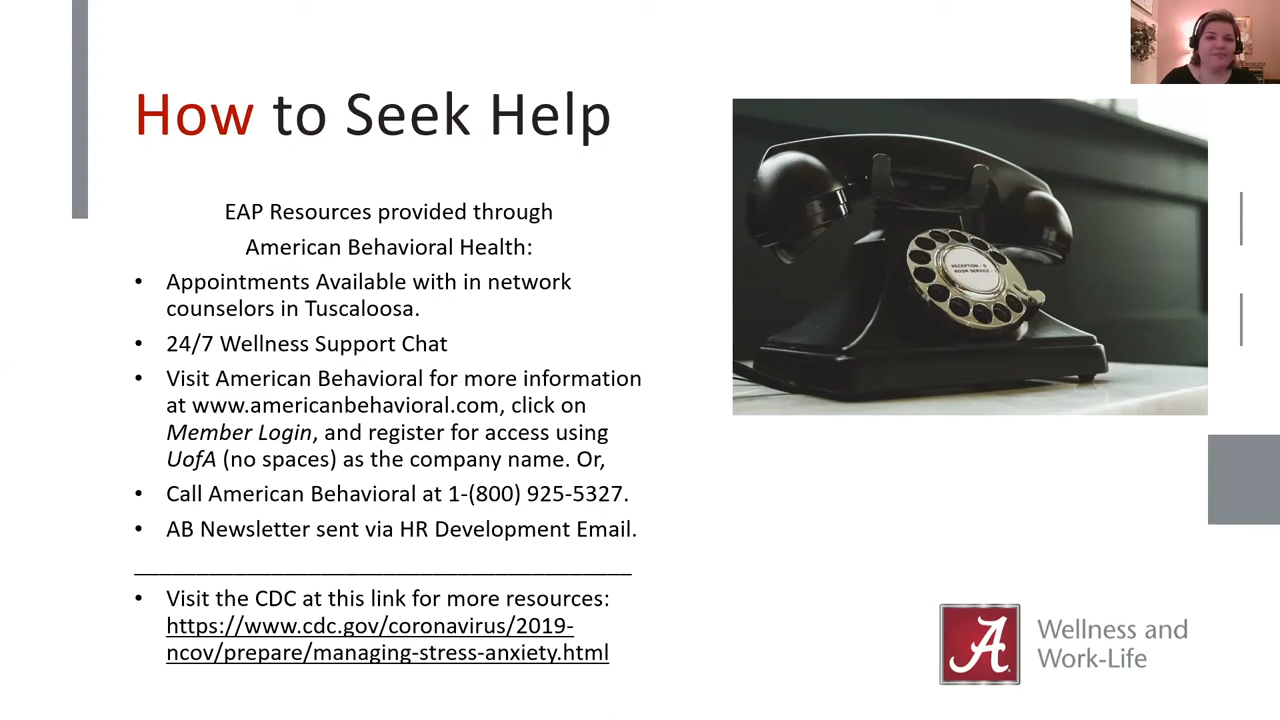 How to Seek Help
EAP Resources provided through
American Behavioral Health:
• Appointments Available with in network
counselors in Tuscaloosa.
• 24/7 Wellness Support Chat
• Visit American Behavioral for more information
at www.americanbehavioral.com, click on
Member Login, and register for access using
UofA (no spaces) as the company name. Or,
• Call American Behavioral at 1-(800) 925-5327.
• AB Newsletter sent via HR Development Email.
• Visit the CDC at this link for more resources:
https://www.cdc.gov/coronavirus/2019-
ncov/prepare/managing-stress-anxiety.html
RECEPTION - 6
ROOM SERVICE -
A
Wellness and
Work-Life